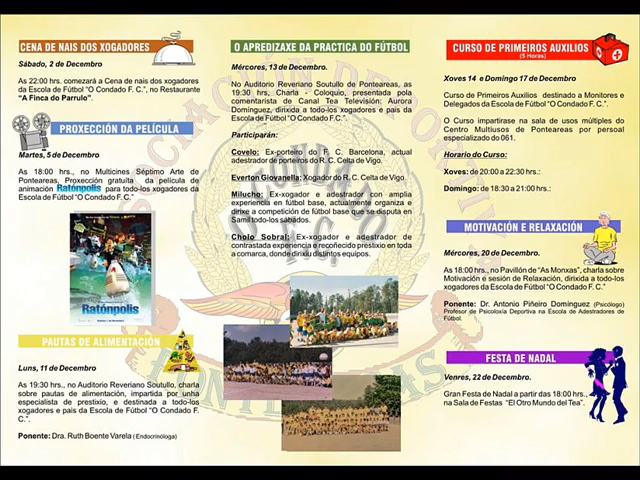 CENA DE NAIS DOS XOGADORES
Sábado, 2 de Decembro
As 22:00 hrs. comezará a Cena de nais dos xogadores
da Escola de Fútbol "O Condado F. C.", no Restaurante
"A Finca do Parrulo".
PROXECCIÓN DA PELÍCULA
Martes, 5 de Decembro
As 18:00 hrs., no Multicines Séptimo Arte de
Ponteareas, Proxección gratuíta da película de
animación Ratónpolis para todo-los xogadores da
Escola de Fútbol "O Condado F. C."
Ratónpolis
PAUTAS DE ALIMENTACIÓN
Luns, 11 de Decembro
As 19:30 hrs., no Auditorio Reveriano Soutullo, charla
sobre pautas de alimentación, impartida por unha
especialista de prestixio, e destinada a todo-los
xogadores e pais da Escola de Fútbol "O Condado F.
C.".
Ponente: Dra. Ruth Boente Varela (Endocrinóloga)
O APREDIZAXE DA PRACTICA DO FÚTBOL
Mércores, 13 de Decembro.
No Auditorio Reveriano Soutullo de Ponteareas, as
19:30 hrs, Charla - Coloquio, presentada pola
comentarista de Canal Tea Televisión: Aurora
Domínguez, dirixida a todo-los xogadores e pais da
Escola de Fútbol "O Condado F. C.".
Participarán:
Covelo: Ex-porteiro do F. C. Barcelona, actual
adestrador de porteiros do R. C. Celta de Vigo.
Everton Giovanella: Xogador do R. C. Celta de Vigo.
Milucho: Ex-xogador e adestrador con amplia
experiencia en fútbol base, actualmente organiza e
dirixe a competición de fútbol base que se disputa en
Samil todo-los sábados.
Cholo Sobral: Ex-xogador e adestrador de
contrastada experiencia e recoñecido prestixio en toda
a comarca, donde dirixiu distintos equipos.
CURSO DE PRIMEIROS AUXILIOS
(5 Horas)
Xoves 14 e Domingo 17 de Decembro
Curso de Primeiros Auxilios destinado a Monitores e
Delegados da Escola de Fútbol "O Condado F. C.".
O Curso impartirase na sala de usos múltiples do
Centro Multiusos de Ponteareas por persoal
especializado do 061.
Horario do Curso:
Xoves: de 20:00 a 22:30 hrs.:
Domingo: de 18:30 a 21:00 hrs.:
MOTIVACIÓN E RELAXACIÓN
Mércores, 20 de Decembro.
As 18:00 hrs., no Pavillón de "As Monxas", charla sobre
Motivación e sesión de Relaxación, dirixida a todo-los
xogadores da Escola de Fútbol "O Condado F. C."
Ponente: Dr. Antonio Piñeiro Dominguez (Psicólogo)
Profesor de Psicoloxía Deportiva na Escola de Adestradores de
Fútbol.
FESTA DE NADAL
Venres, 22 de Decembro.
Gran Festa de Nadal a partir das 18:00 hrs.,
na Sala de Festas "El Otro Mundo del Tea".